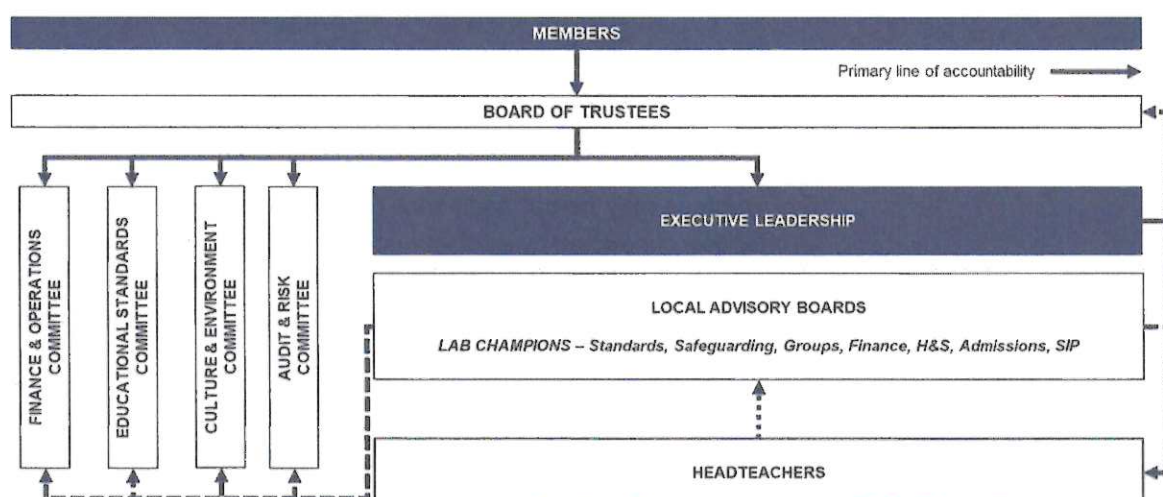 MEMBERS
Primary line of accountability
BOARD OF TRUSTEES
FINANCE & OPERATIONS
COMMITTEE
EDUCATIONAL STANDARDS
COMMITTEE
CULTURE & ENVIRONMENT
COMMITTEE
AUDIT & RISK
COMMITTEE
EXECUTIVE LEADERSHIP
LOCAL ADVISORY BOARDS
LAB CHAMPIONS – Standards, Safeguarding, Groups, Finance, H&S, Admissions, SIP
HEADTEACHERS